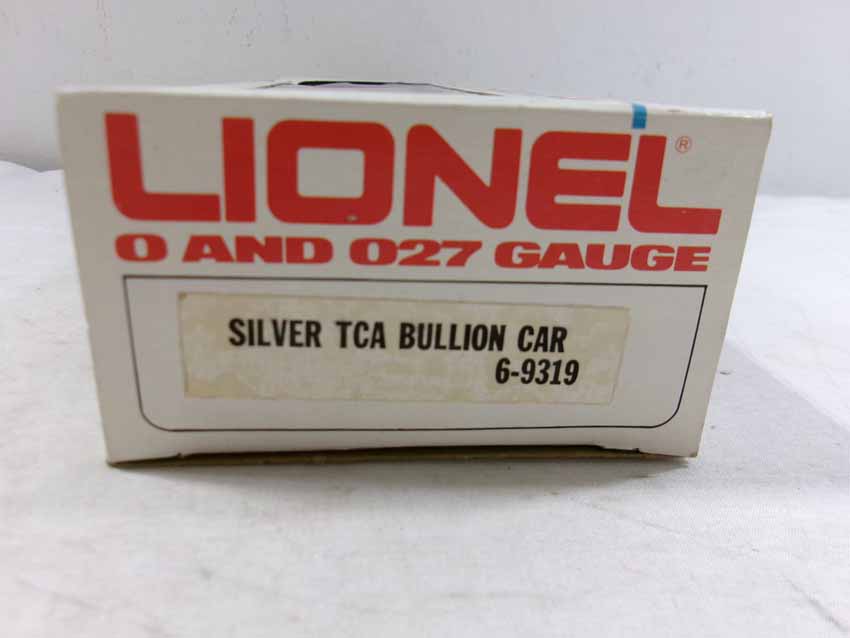 LIONEL®
O AND O27 GAUGE
SILVER TCA BULLION CAR
6-9319